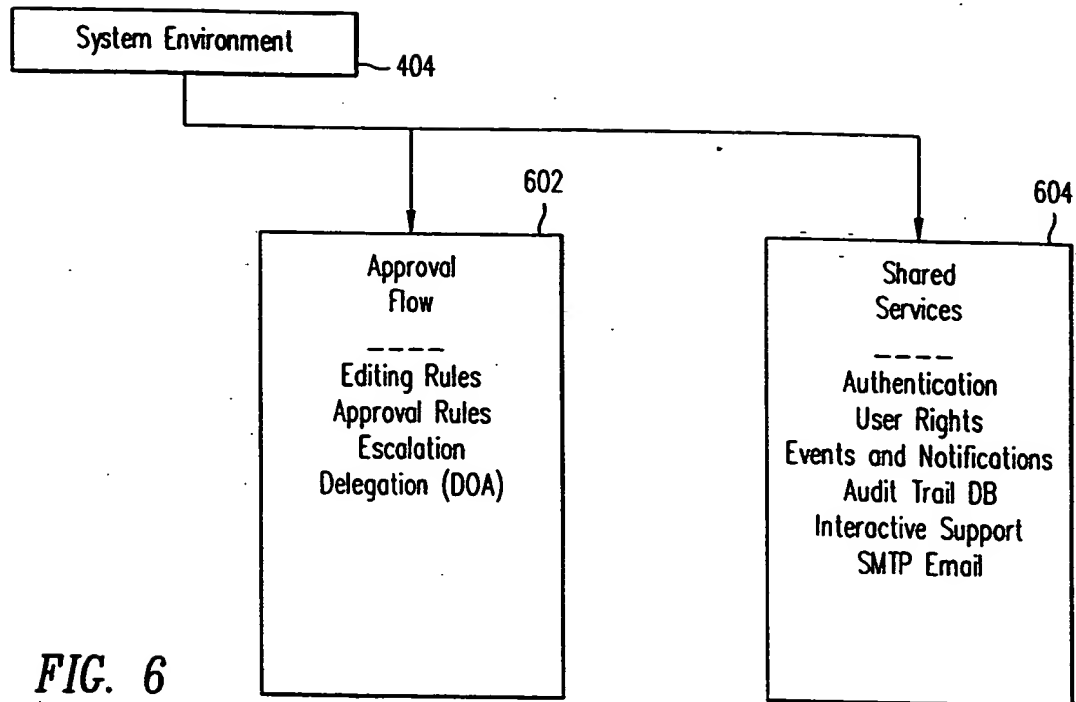 System Environment
404
602
604
Approval
Flow
Editing Rules
Approval Rules
Escalation
Delegation (DOA)
Shared
Services
Authentication
User Rights
Events and Notifications
Audit Trail DB
Interactive Support
SMTP Email
FIG. 6